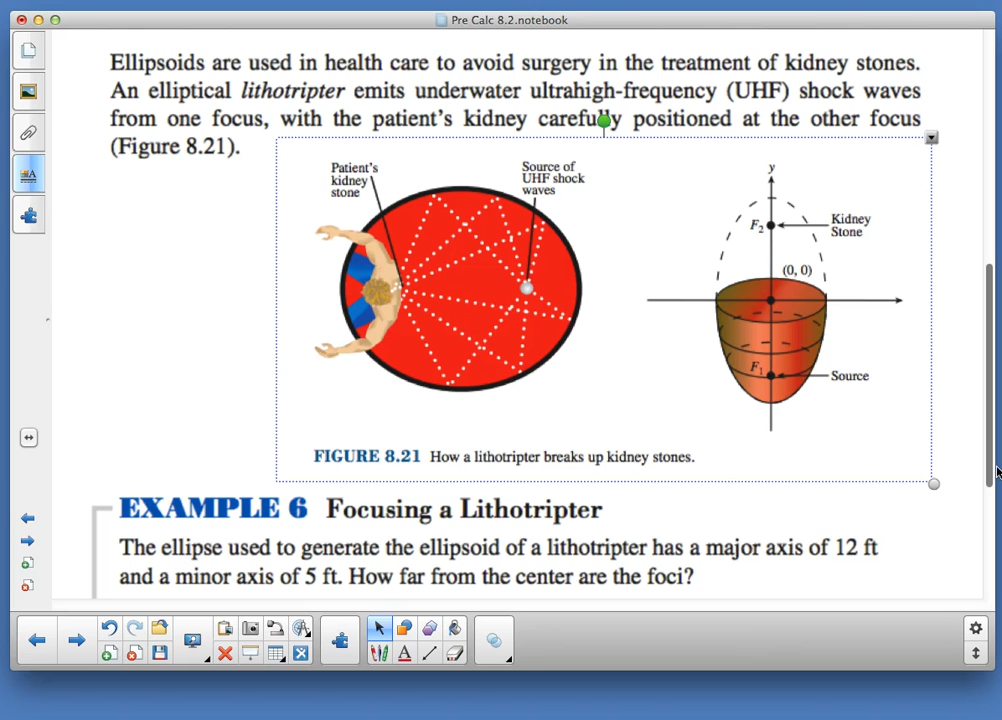 Pre Calc 8.2.notebook
Ellipsoids are used in health care to avoid surgery in the treatment of kidney stones.
An elliptical lithotripter emits underwater ultrahigh-frequency (UHF) shock waves
from one focus, with the patient's kidney carefully positioned at the other focus
(Figure 8.21).
Patient's
kidney
stone
Source of
UHF shock
waves
y
F2
Kidney
Stone
(0, 0)
F1
Source
FIGURE 8.21 How a lithotripter breaks up kidney stones.
EXAMPLE 6 Focusing a Lithotripter
The ellipse used to generate the ellipsoid of a lithotripter has a major axis of 12 ft
and a minor axis of 5 ft. How far from the center are the foci?